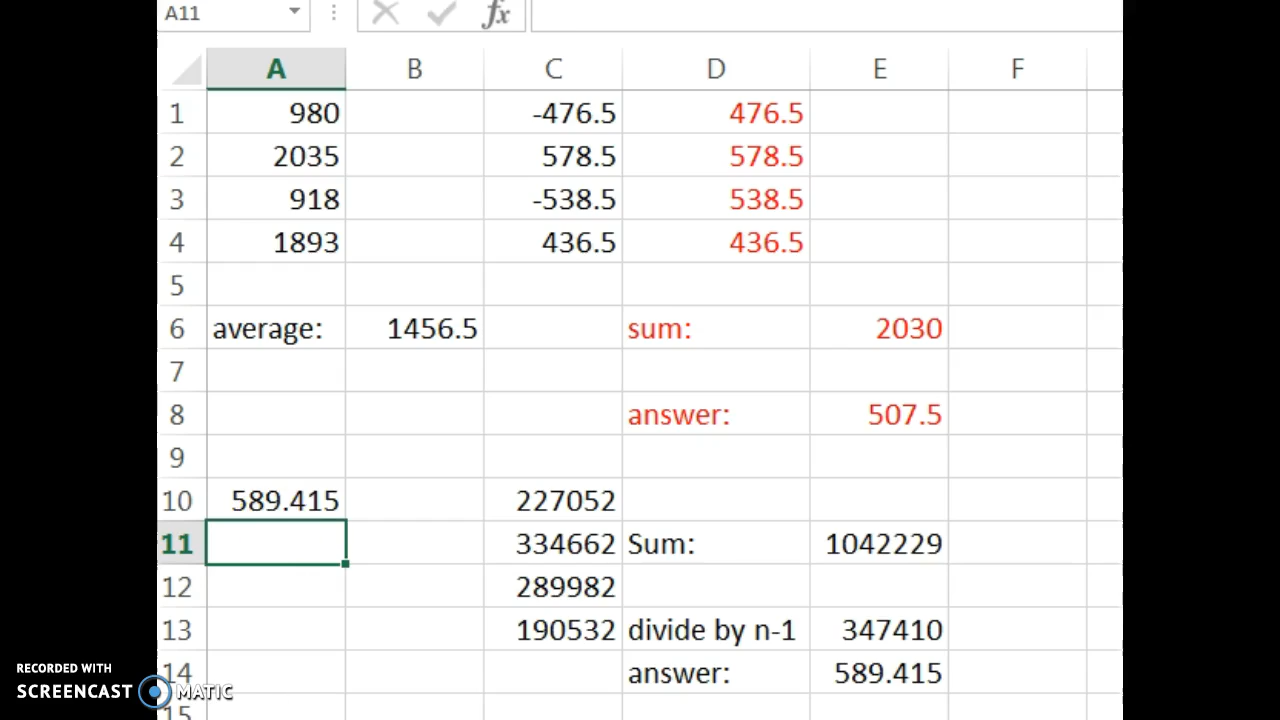 A11 fx
A B C D E F
1 980 -476.5 476.5
2 2035 578.5 578.5
3 918 -538.5 538.5
4 1893 436.5 436.5
5
6 average: 1456.5 sum: 2030
7
8 answer: 507.5
9
10 589.415 227052
11 334662 Sum: 1042229
12 289982
13 190532 divide by n-1 347410
14 answer: 589.415
15
RECORDED WITH
SCREENCAST MATIC